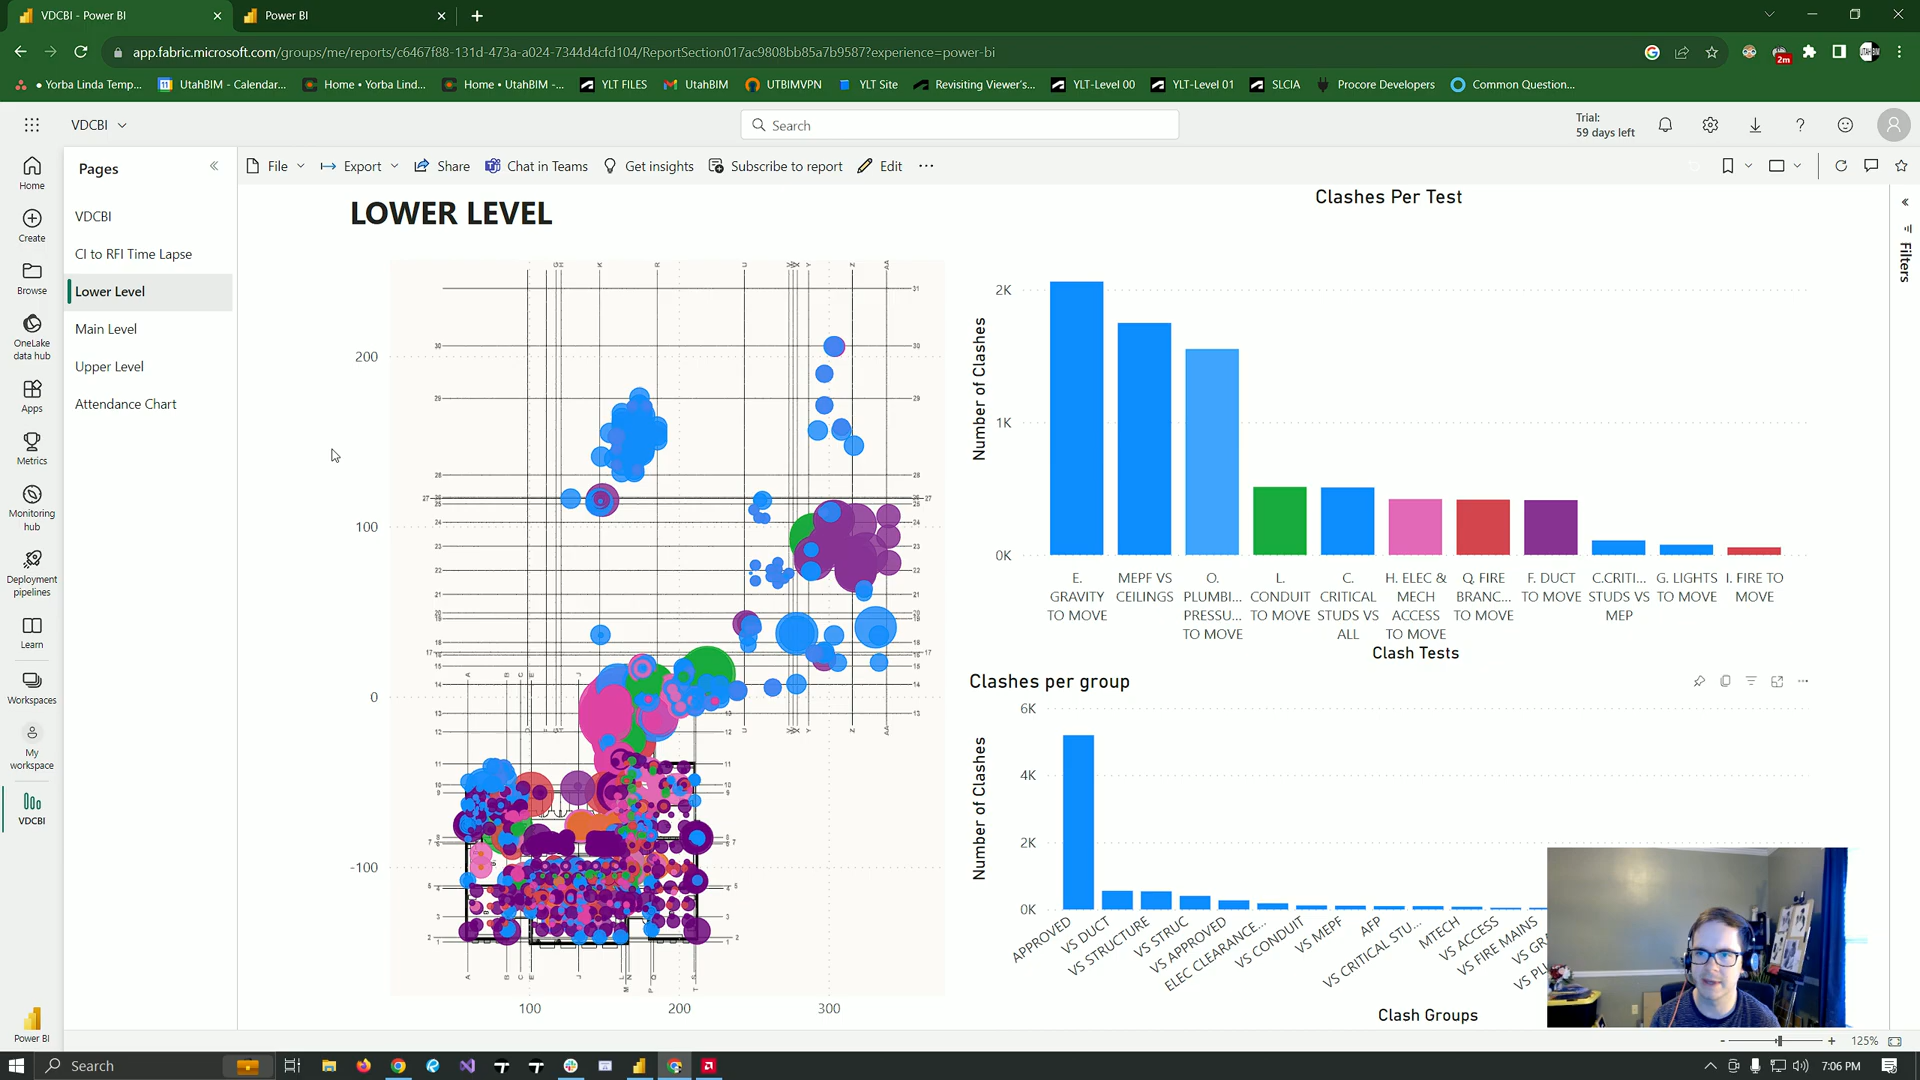 VDCBI - Power BI
Power BI
app.fabric.microsoft.com/groups/me/reports/c6467f88-131d-473a-a024-7344d4cfd104/ReportSection017ac9808bb85a7b9587?experience=power-bi
2m
• Yorba Linda Temp...
UtahBIM - Calendar...
Home • Yorba Lind...
Home • UtahBIM -...
YLT FILES
UtahBIM
UTBIMVPN
YLT Site
Revisiting Viewer's...
YLT-Level 00
YLT-Level 01
SLCIA
Procore Developers
Common Question...
VDCBI
Search
Trial:
59 days left
Home
Create
Browse
OneLake
data hub
Apps
Metrics
Monitoring
hub
Deployment
pipelines
Learn
Workspaces
My
workspace
VDCBI
Power BI
Pages
VDCBI
CI to RFI Time Lapse
Lower Level
Main Level
Upper Level
Attendance Chart
File
Export
Share
Chat in Teams
Get insights
Subscribe to report
Edit
Filters
LOWER LEVEL
200
100
0
-100
100
200
300
Clashes Per Test
Number of Clashes
2K
1K
0K
E.
GRAVITY
TO MOVE
MEPF VS
CEILINGS
O.
PLUMBI...
PRESSU...
TO MOVE
L.
CONDUIT
TO MOVE
C.
CRITICAL
STUDS VS
ALL
H. ELEC &
MECH
ACCESS
TO MOVE
Q. FIRE
BRANC...
TO MOVE
F. DUCT
TO MOVE
C.CRITI...
STUDS VS
MEP
G. LIGHTS
TO MOVE
I. FIRE TO
MOVE
Clash Tests
Clashes per group
Number of Clashes
6K
4K
2K
0K
APPROVED
VS DUCT
VS STRUCTURE
VS STRUC
VS APPROVED
ELEC CLEARANCE...
VS CONDUIT
VS MEPF
AFP
VS CRITICAL STU...
MTECH
VS ACCESS
VS FIRE MAINS
Clash Groups
125%
Search
7:06 PM